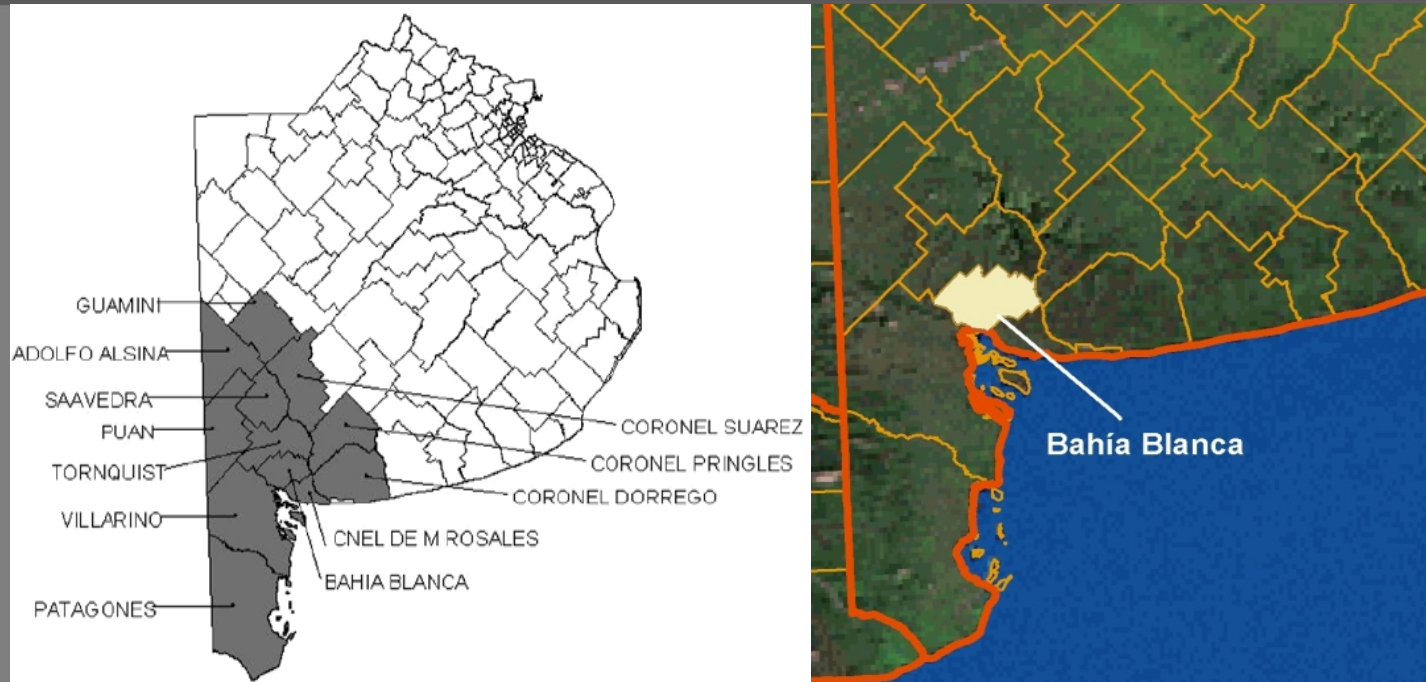 GUAMINI
ADOLFO ALSINA
SAAVEDRA
PUAN
TORNQUIST
VILLARINO
PATAGONES
CORONEL SUAREZ
CORONEL PRINGLES
CORONEL DORREGO
CNEL DE M ROSALES
BAHIA BLANCA
Bahía Blanca